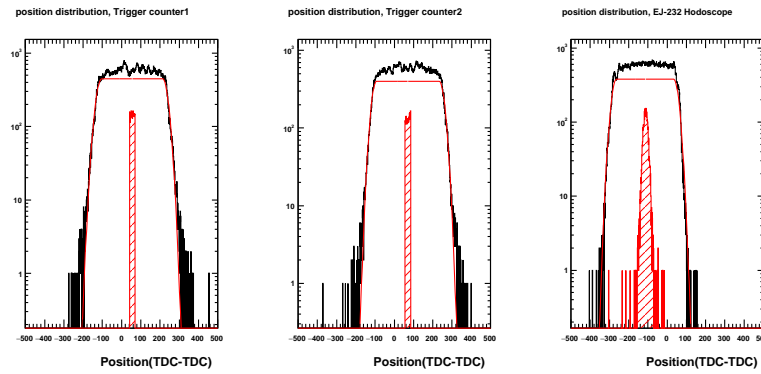 position distribution, Trigger counter1
10³
10²
10
1
−500 −400 −300 −200 −100 0 100 200 300 400 500
Position(TDC-TDC)
position distribution, Trigger counter2
10³
10²
10
1
−500 −400 −300 −200 −100 0 100 200 300 400 500
Position(TDC-TDC)
position distribution, EJ-232 Hodoscope
10³
10²
10
1
−500 −400 −300 −200 −100 0 100 200 300 400 500
Position(TDC-TDC)